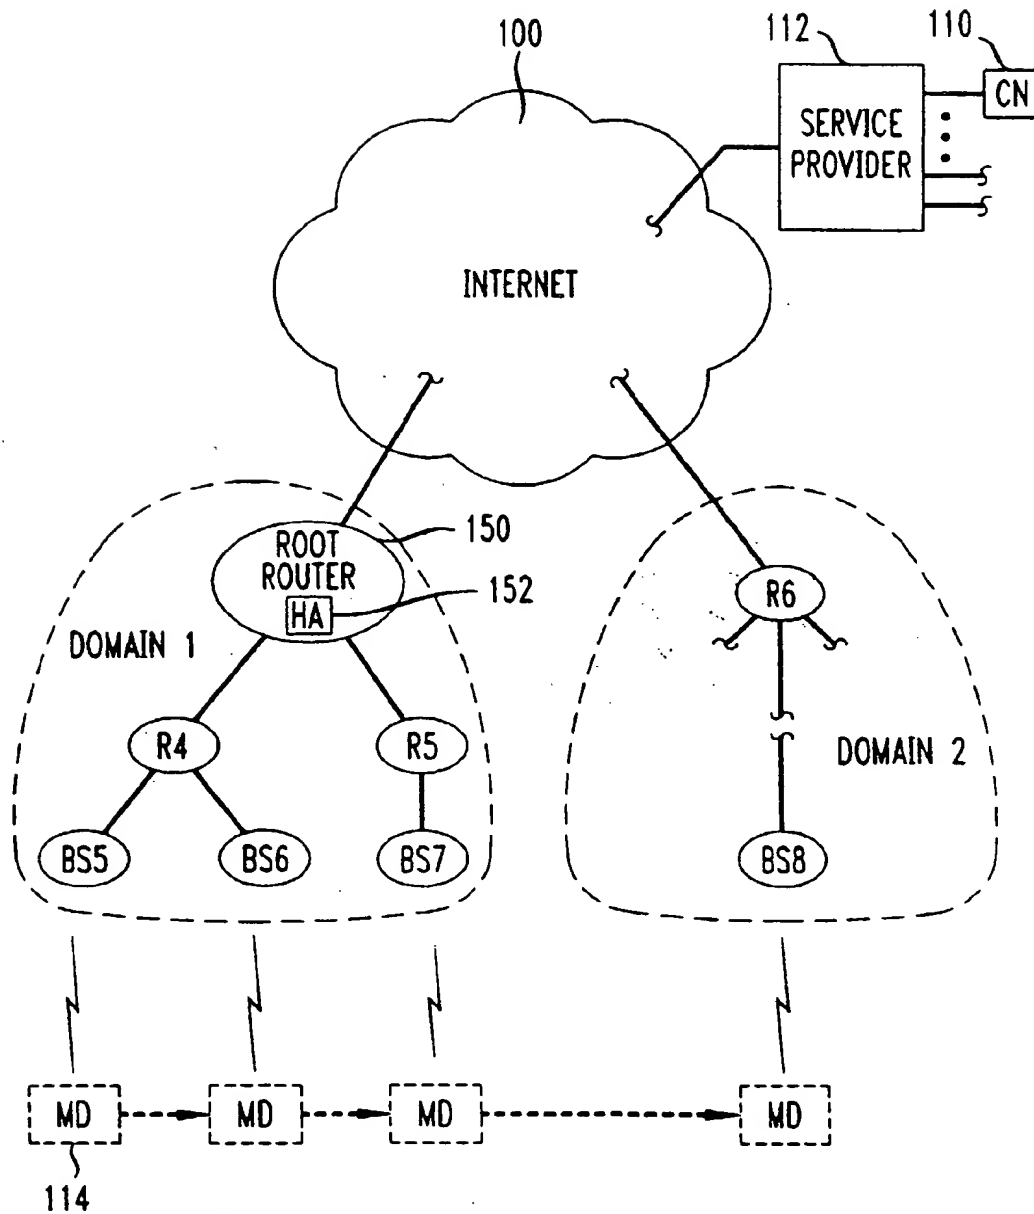 100
112
110
CN
SERVICE
PROVIDER
INTERNET
ROOT
ROUTER
HA
150
152
R6
DOMAIN 1
R4
R5
DOMAIN 2
BS5
BS6
BS7
BS8
MD
MD
MD
MD
114